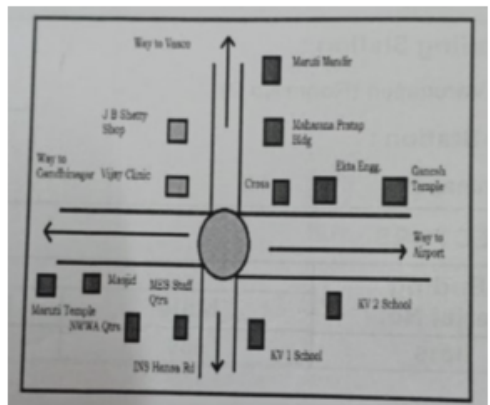 Way to Vasco
Maruti Mandir
J B Shetty
Shop
Maharana Pratap
Bldg
Way to
Gandhinagar
Vijay Clinic
Cross
Ekta Engg.
Ganesh
Temple
Way to
Airport
Masjid
MES Staff
Qtrs
Maruti Temple
NWWA Qtrs
KV 2 School
INS Hansa Rd
KV 1 School